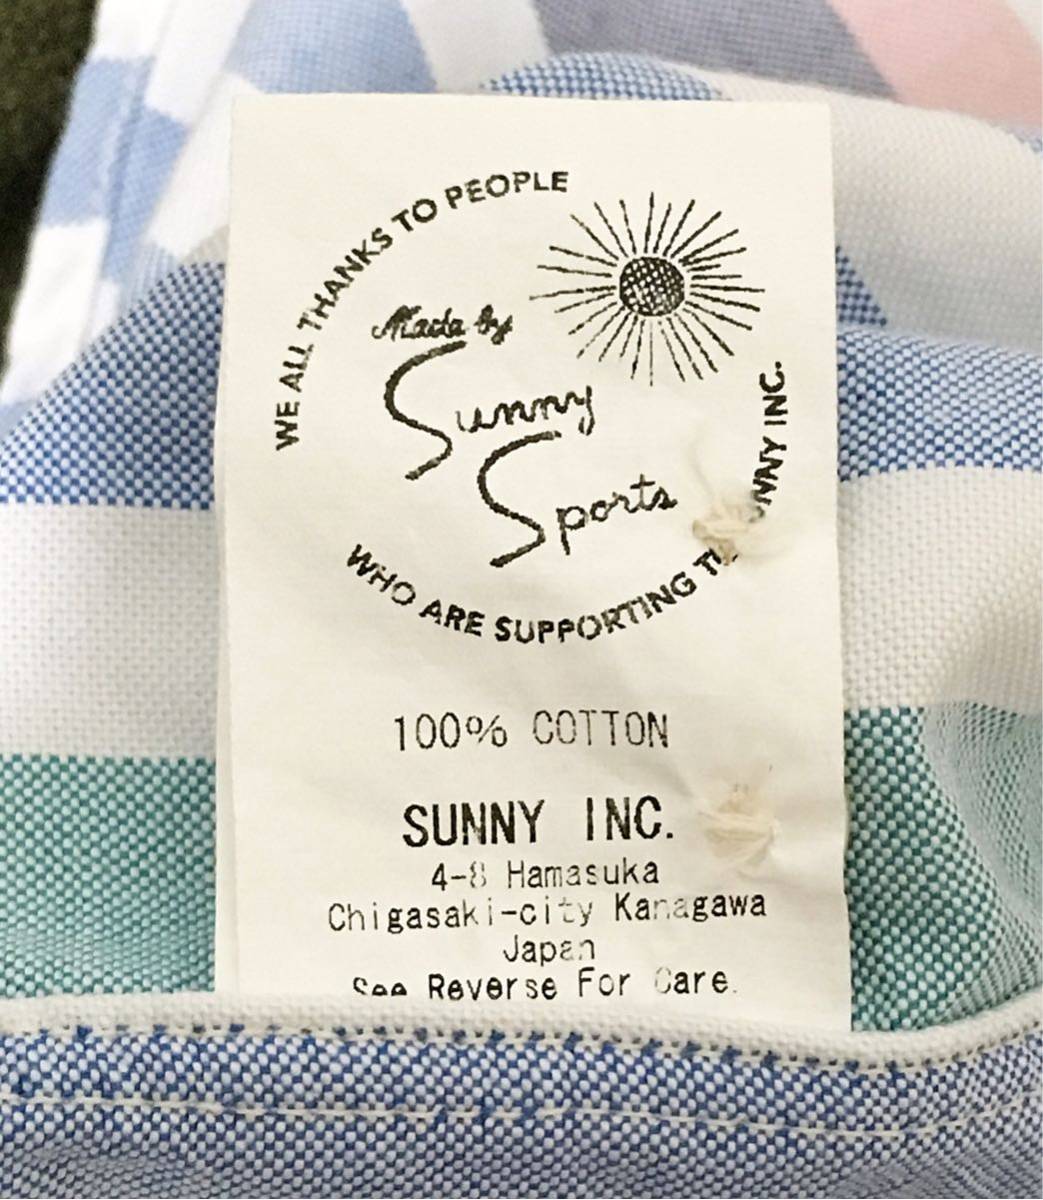 WE ALL THANKS TO PEOPLE
Made by
Sunny
Sports
WHO ARE SUPPORTING INC.
100% COTTON
SUNNY INC.
4-8 Hamasuka
Chigasaki-city Kanagawa
Japan
See Reverse For Care.